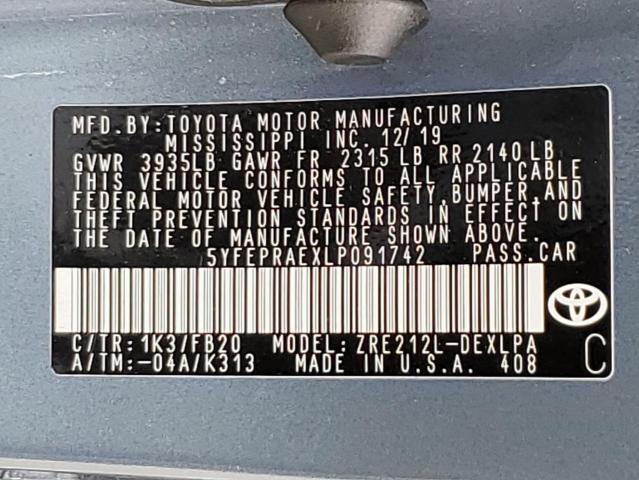 MFD.BY:TOYOTA MOTOR MANUFACTURING
MISSISSIPPI INC. 12/19
GVWR 3935LB GAWR FR 2315 LB RR 2140 LB
THIS VEHICLE CONFORMS TO ALL APPLICABLE
FEDERAL MOTOR VEHICLE SAFETY,BUMPER,AND
THEFT PREVENTION STANDARDS IN EFFECT ON
THE DATE OF MANUFACTURE SHOWN ABOVE.
5YFEPRAEXLP091742 PASS.CAR
C/TR: 1K3/FB20 MODEL: ZRE212L-DEXLPA
A/TM:-04A/K313 MADE IN U.S.A. 408 C